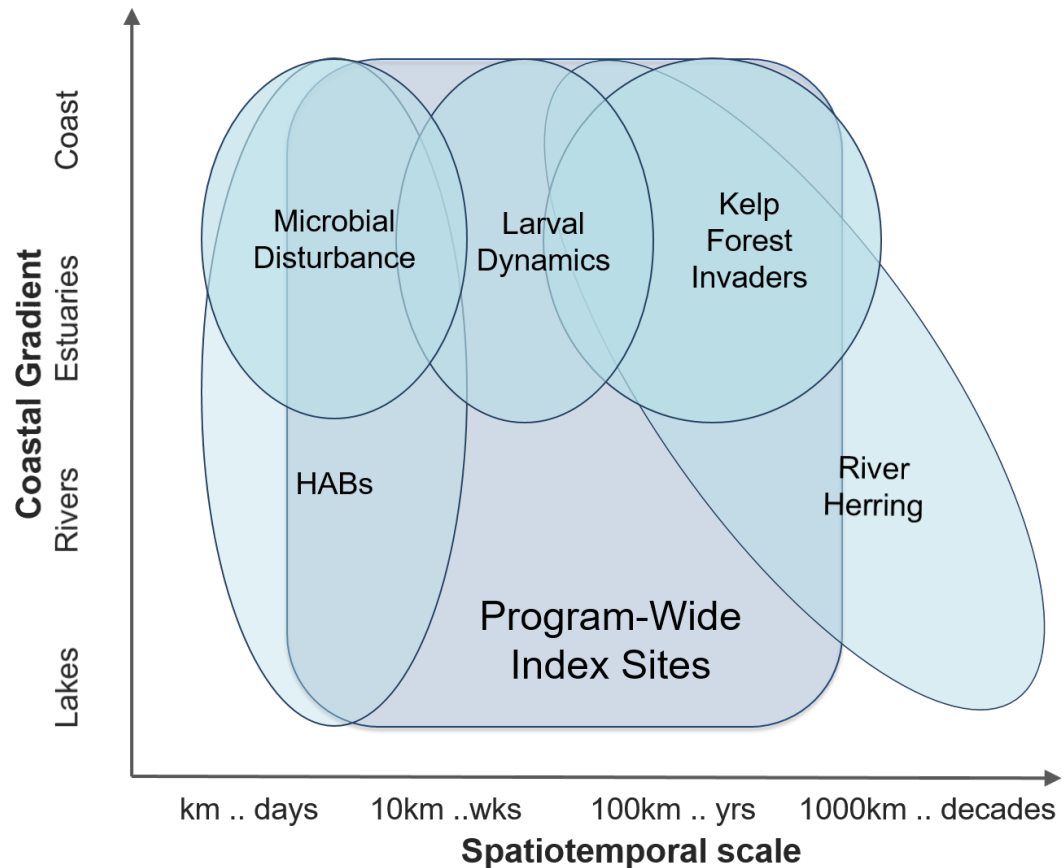 Coastal Gradient
Coast
Estuaries
Rivers
Lakes
Microbial
Disturbance
Larval
Dynamics
Kelp
Forest
Invaders
HABs
River
Herring
Program-Wide
Index Sites
km .. days
10km ..wks
100km .. yrs
1000km .. decades
Spatiotemporal scale